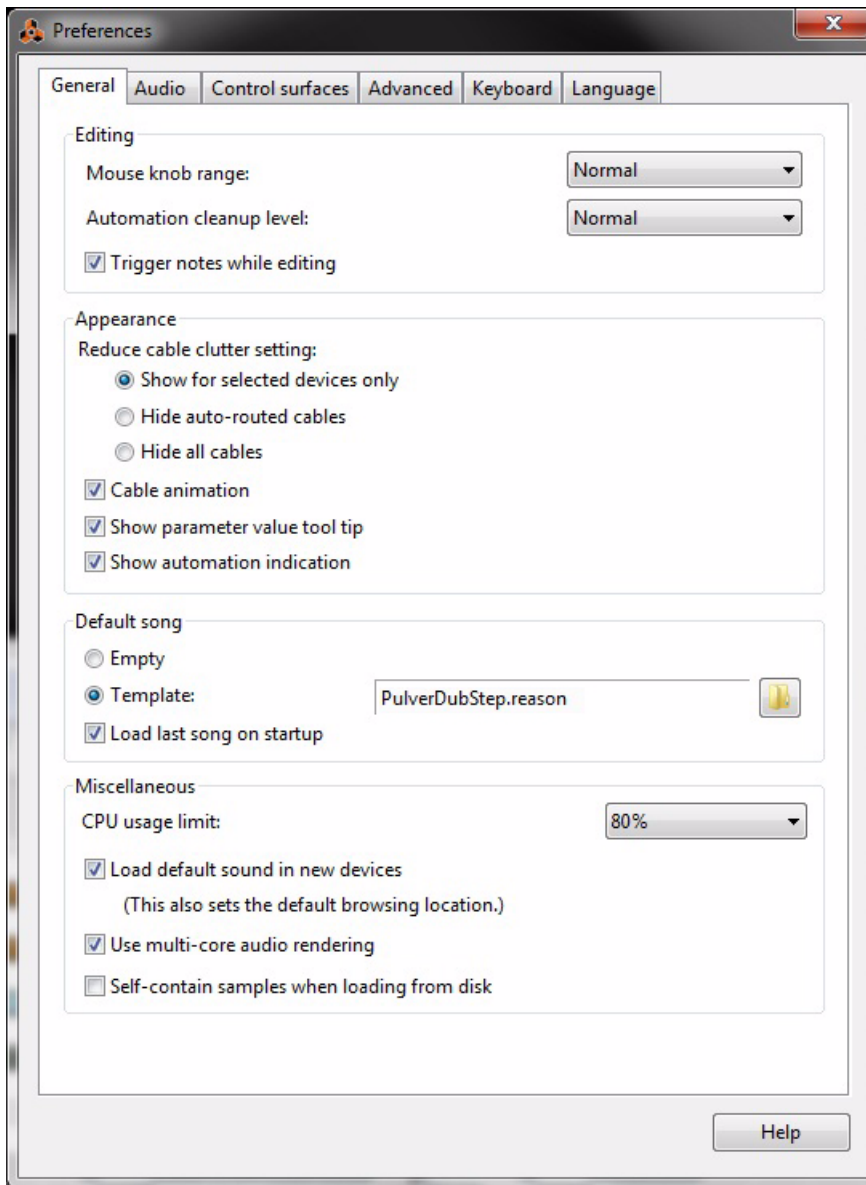 Preferences
General Audio Control surfaces Advanced Keyboard Language
Editing
Mouse knob range: Normal
Automation cleanup level: Normal
Trigger notes while editing
Appearance
Reduce cable clutter setting:
Show for selected devices only
Hide auto-routed cables
Hide all cables
Cable animation
Show parameter value tool tip
Show automation indication
Default song
Empty
Template: PulverDubStep.reason
Load last song on startup
Miscellaneous
CPU usage limit: 80%
Load default sound in new devices
(This also sets the default browsing location.)
Use multi-core audio rendering
Self-contain samples when loading from disk
Help